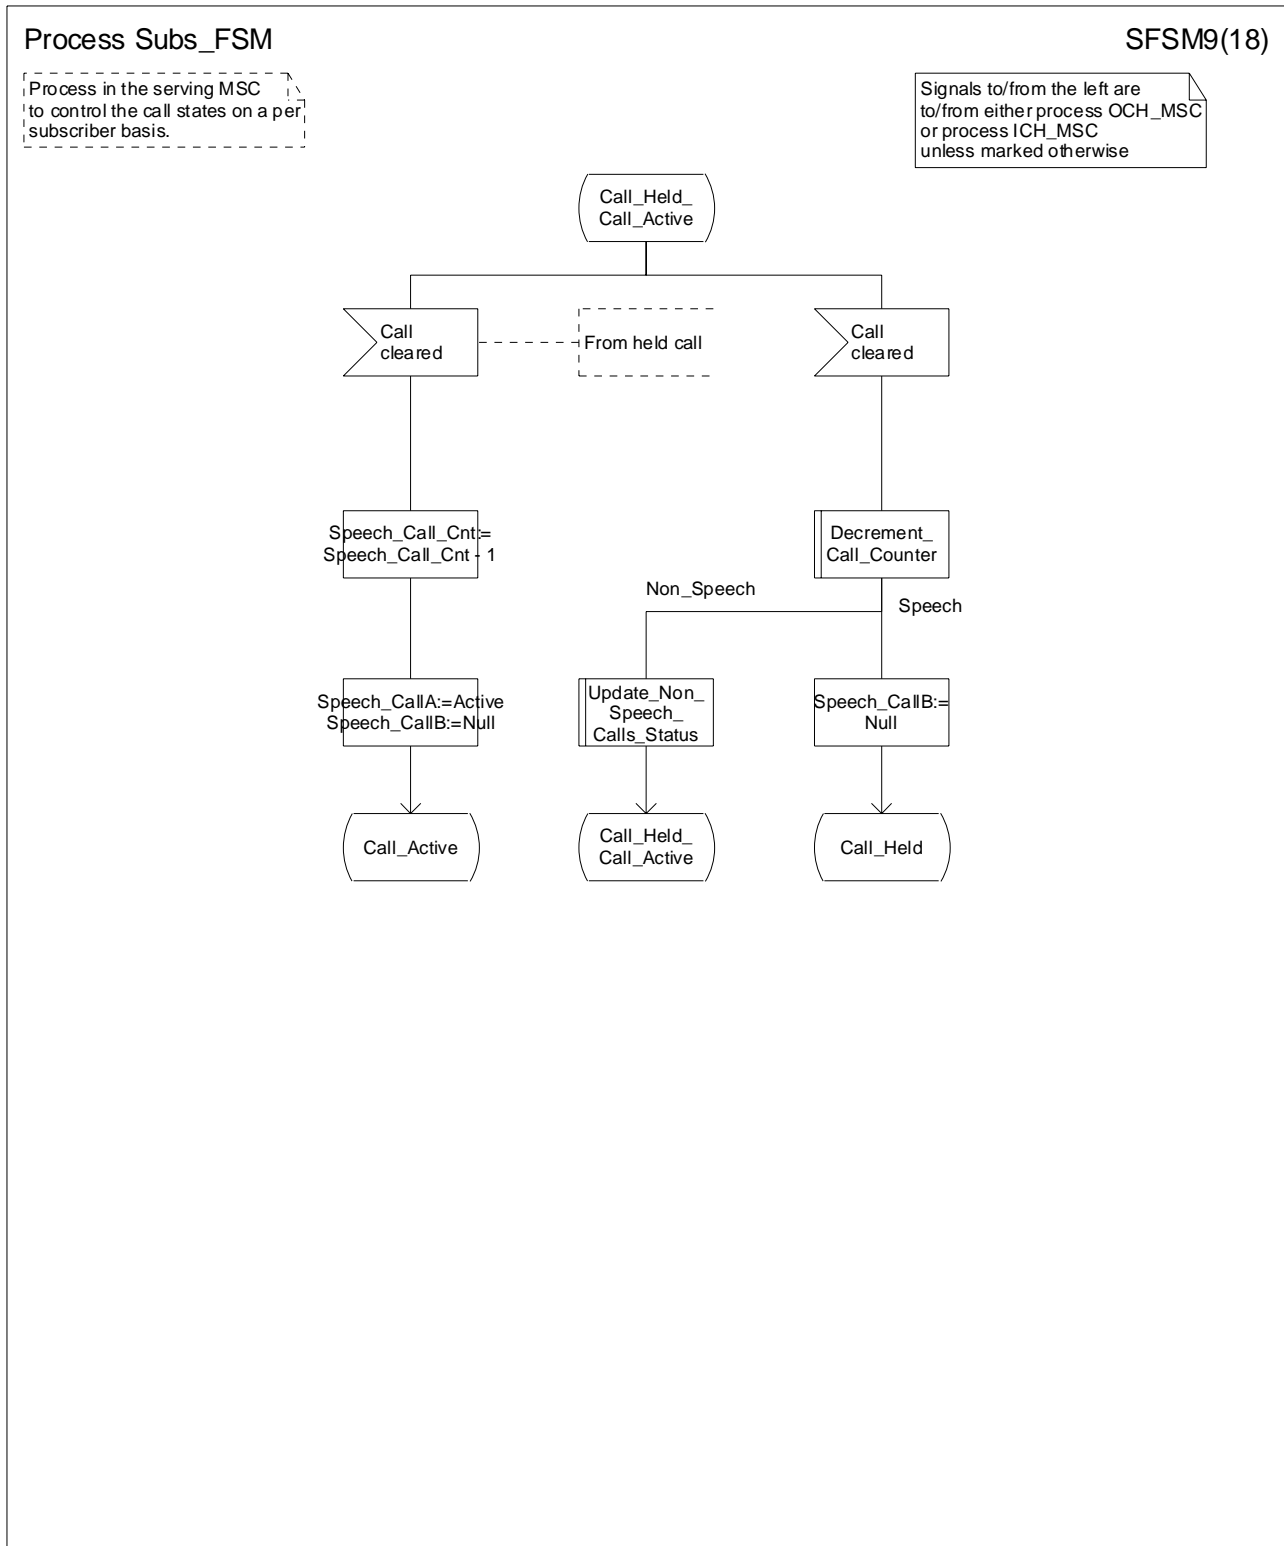 Process Subs_FSM
SFSM9(18)
Process in the serving MSC
to control the call states on a per
subscriber basis.
Signals to/from the left are
to/from either process OCH_MSC
or process ICH_MSC
unless marked otherwise
Call_Held_
Call_Active
Call
cleared
From held call
Call
cleared
Speech_Call_Cnt:=
Speech_Call_Cnt - 1
Decrement_
Call_Counter
Non_Speech
Speech
Speech_CallA:=Active
Speech_CallB:=Null
Update_Non_
Speech_
Calls_Status
Speech_CallB:=
Null
Call_Active
Call_Held_
Call_Active
Call_Held